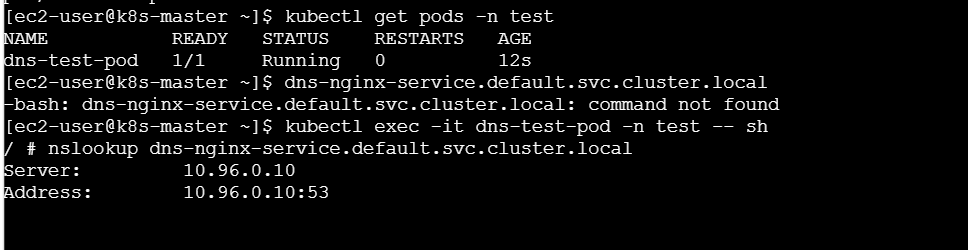 [ec2-user@k8s-master ~]$ kubectl get pods -n test
NAME READY STATUS RESTARTS AGE
dns-test-pod 1/1 Running 0 12s
[ec2-user@k8s-master ~]$ dns-nginx-service.default.svc.cluster.local
-bash: dns-nginx-service.default.svc.cluster.local: command not found
[ec2-user@k8s-master ~]$ kubectl exec -it dns-test-pod -n test -- sh
/ # nslookup dns-nginx-service.default.svc.cluster.local
Server: 10.96.0.10
Address: 10.96.0.10:53